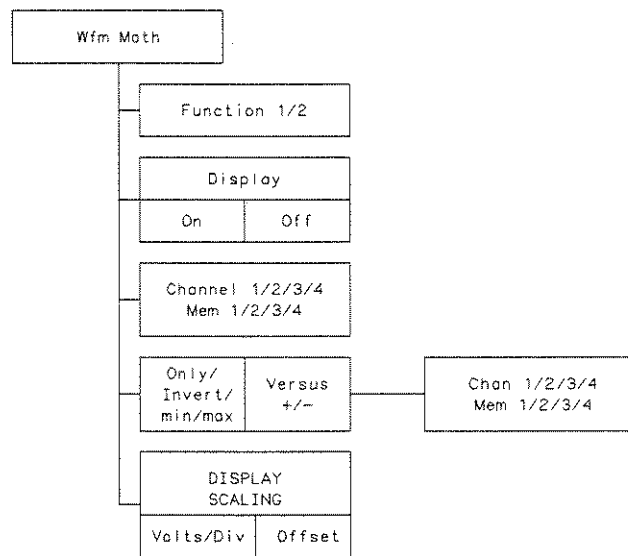 Wfm Math
Function 1/2
Display
On Off
Channel 1/2/3/4
Mem 1/2/3/4
Only/
Invert/
min/max
Versus
+/-
Chan 1/2/3/4
Mem 1/2/3/4
DISPLAY
SCALING
Volts/Div Offset